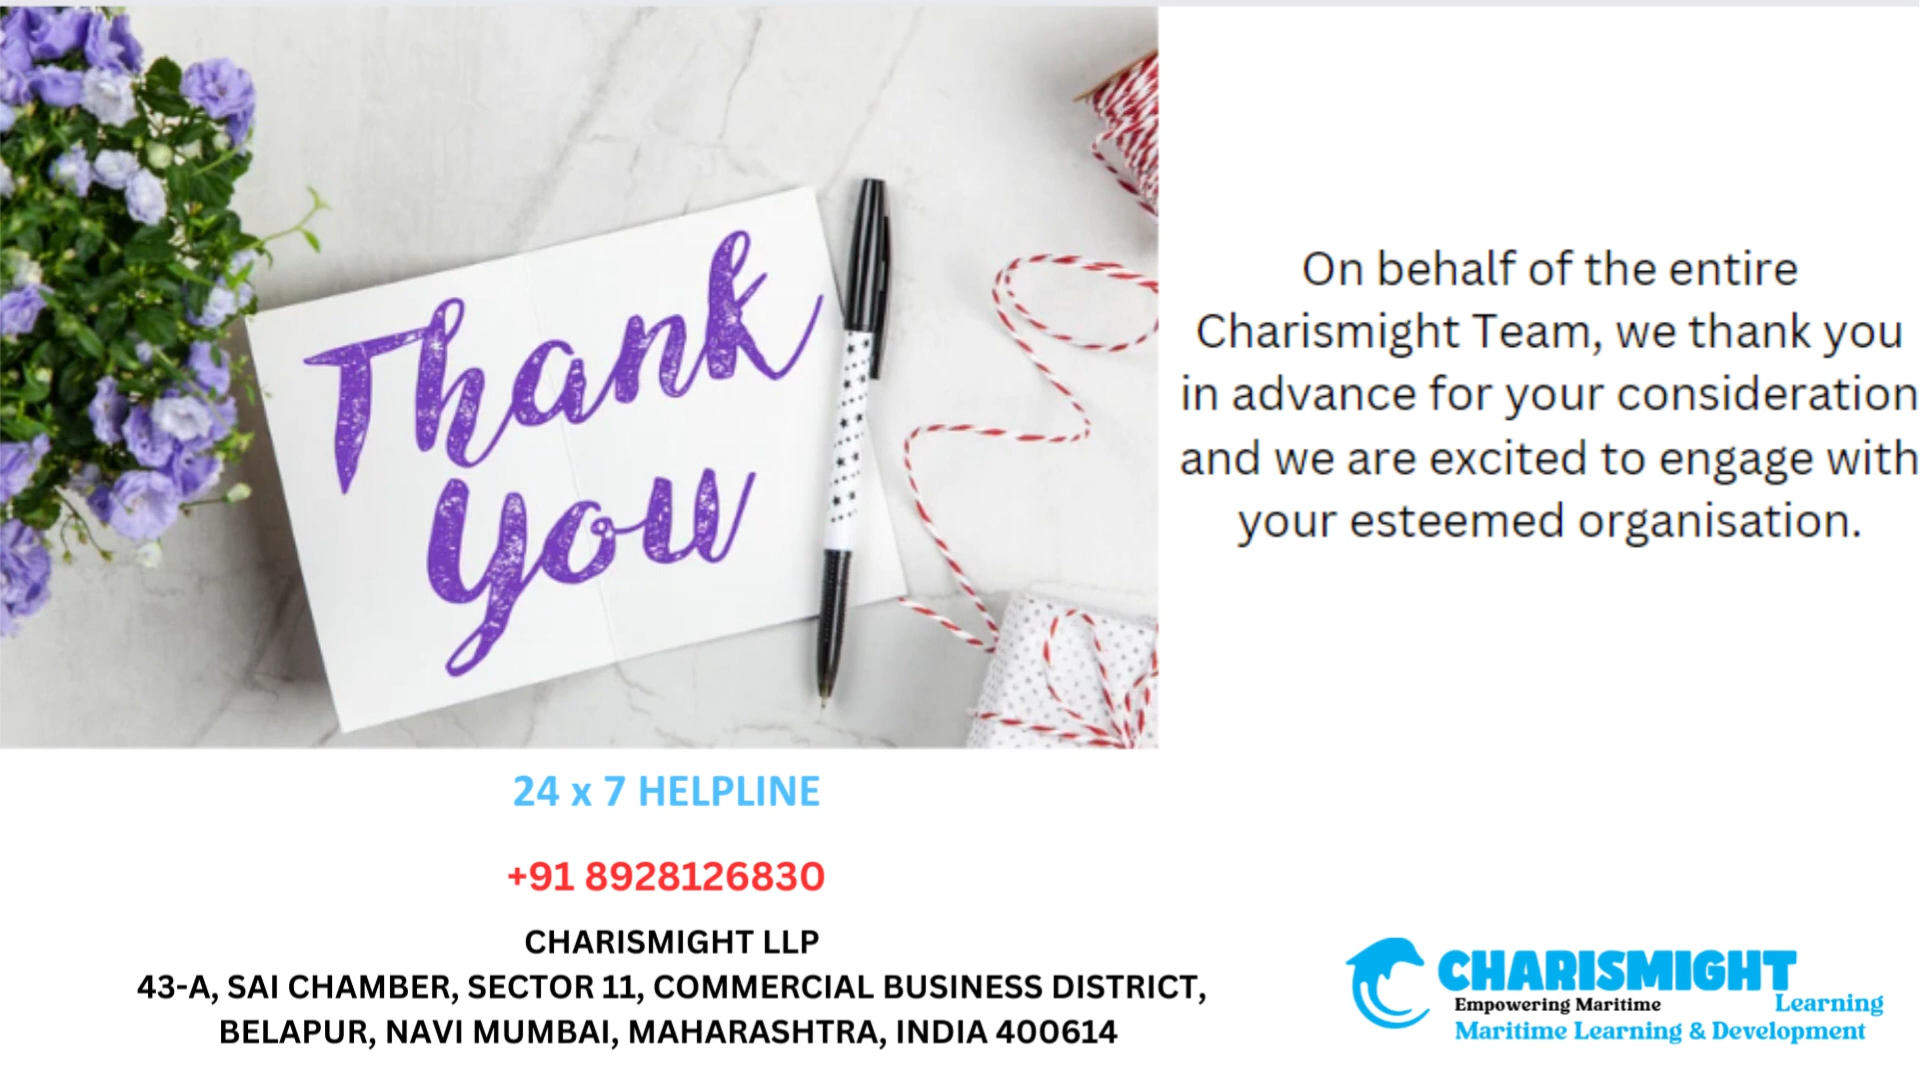 Thank
you
On behalf of the entire
Charismight Team, we thank you
in advance for your consideration
and we are excited to engage with
your esteemed organisation.
24 x 7 HELPLINE
+91 8928126830
CHARISMIGHT LLP
43-A, SAI CHAMBER, SECTOR 11, COMMERCIAL BUSINESS DISTRICT,
BELAPUR, NAVI MUMBAI, MAHARASHTRA, INDIA 400614
CHARISMIGHT
Empowering Maritime Learning
Maritime Learning & Development